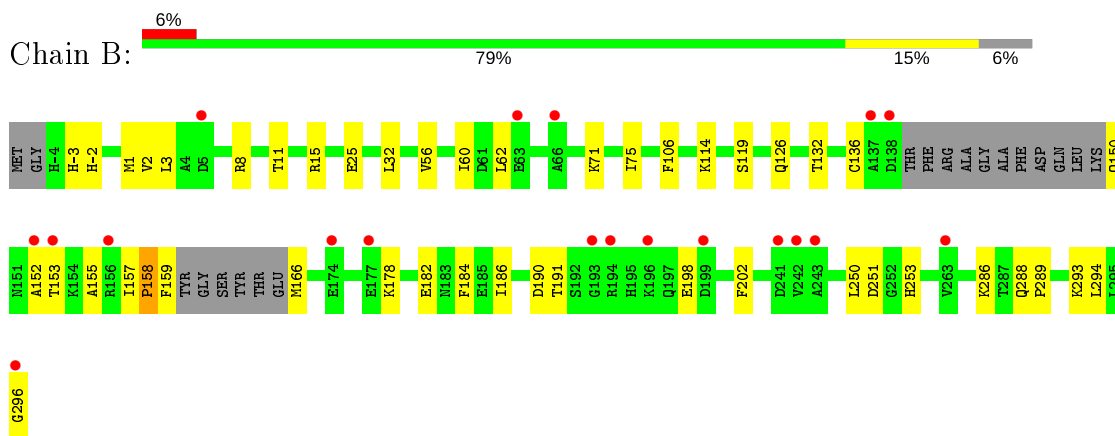 6%
Chain B:
79% 15% 6%
MET GLY H-4 H-3 H-2 M1 V2 L3 A4 D5 R8 T11 R15 E25 L32 V56 I60 D61 L62 E63 A66 K71 I75 F106 K114 S119 Q126 T132 C136 A137 D138 THR PHE ARG ALA GLY ALA PHE ASP GLN LEU LYS
N151 A152 T153 K154 A155 R156 I157 P158 F159 TYR GLY SER TYR THR GLU M166 E174 E177 K178 E182 N183 F184 E185 I186 D190 T191 S192 G193 R194 H195 K196 Q197 E198 D199 F202 D241 V242 A243 L250 D251 G252 H253 V263 K286 T287 Q288 P289 K293 L294 L295
G296